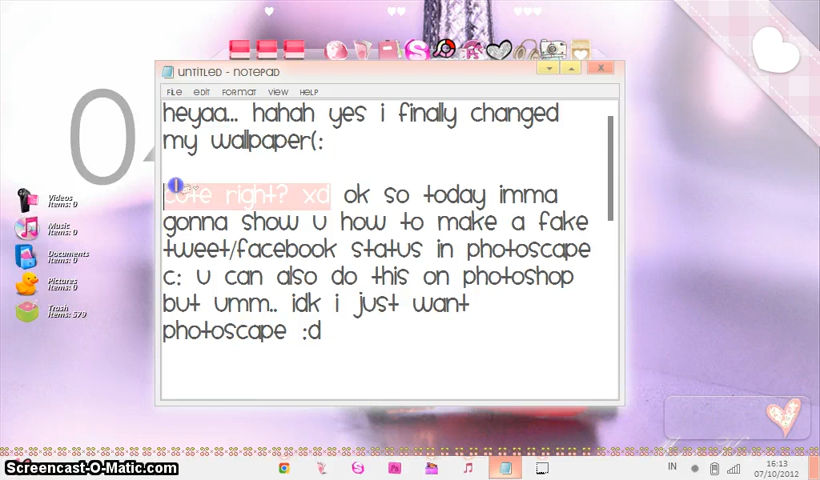 untitled - notepad
File edit format view help
heyaa... hahah yes i finally changed
my wallpaper(:
cute right? xd ok so today imma
gonna show u how to make a fake
tweet/facebook status in photoscape
c: u can also do this on photoshop
but umm.. idk i just want
photoscape :d
04
Videos
Items: 0
Music
Items: 0
Documents
Items: 0
Pictures
Items: 0
Trash
Items: 579
Screencast-O-Matic.com
IN
16:13
07/10/2012